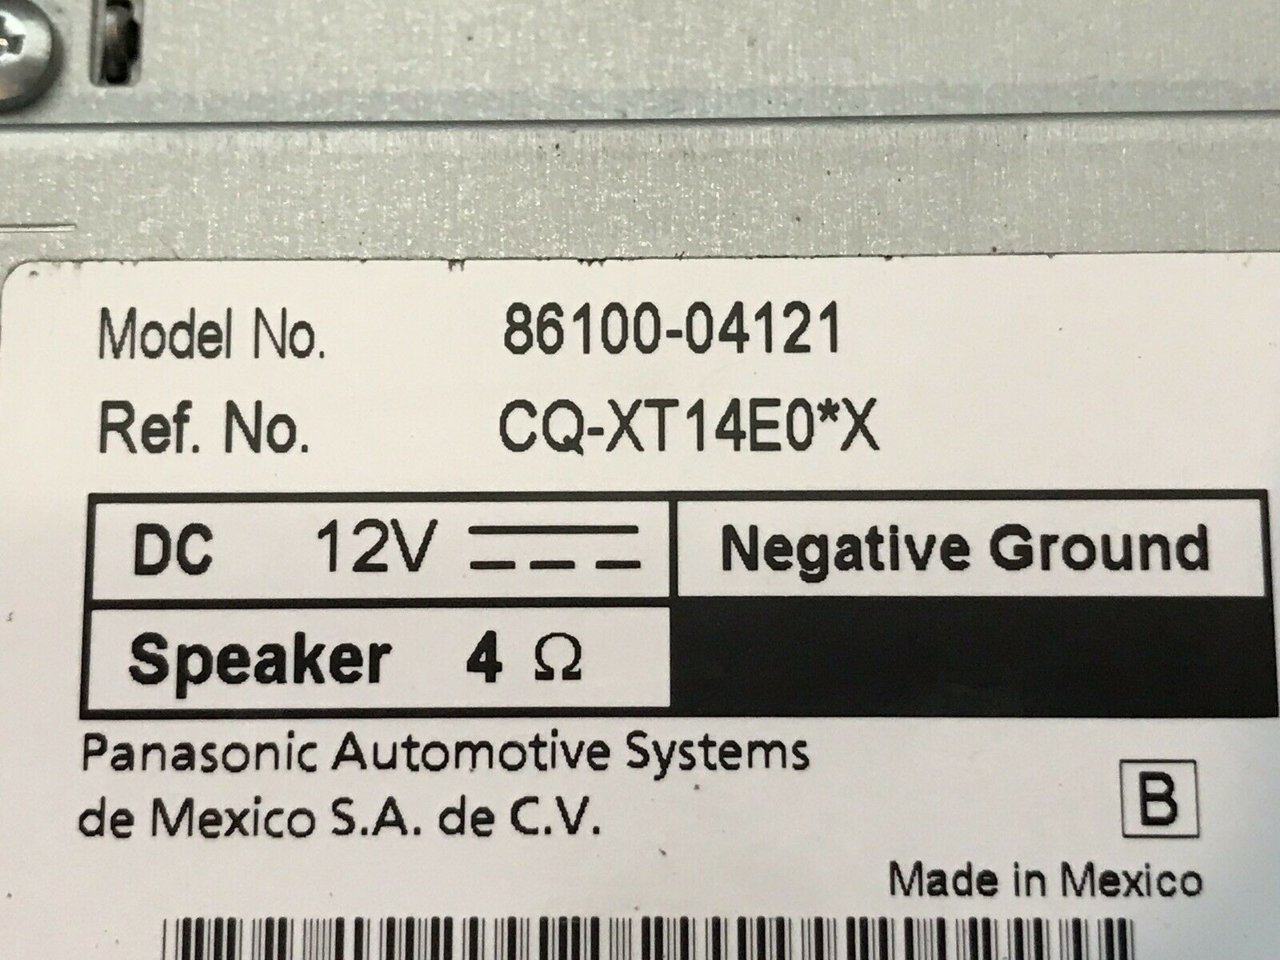 Model No. 86100-04121
Ref. No. CQ-XT14E0*X
DC 12V Negative Ground
Speaker 4 Ω
Panasonic Automotive Systems
de Mexico S.A. de C.V.
B
Made in Mexico